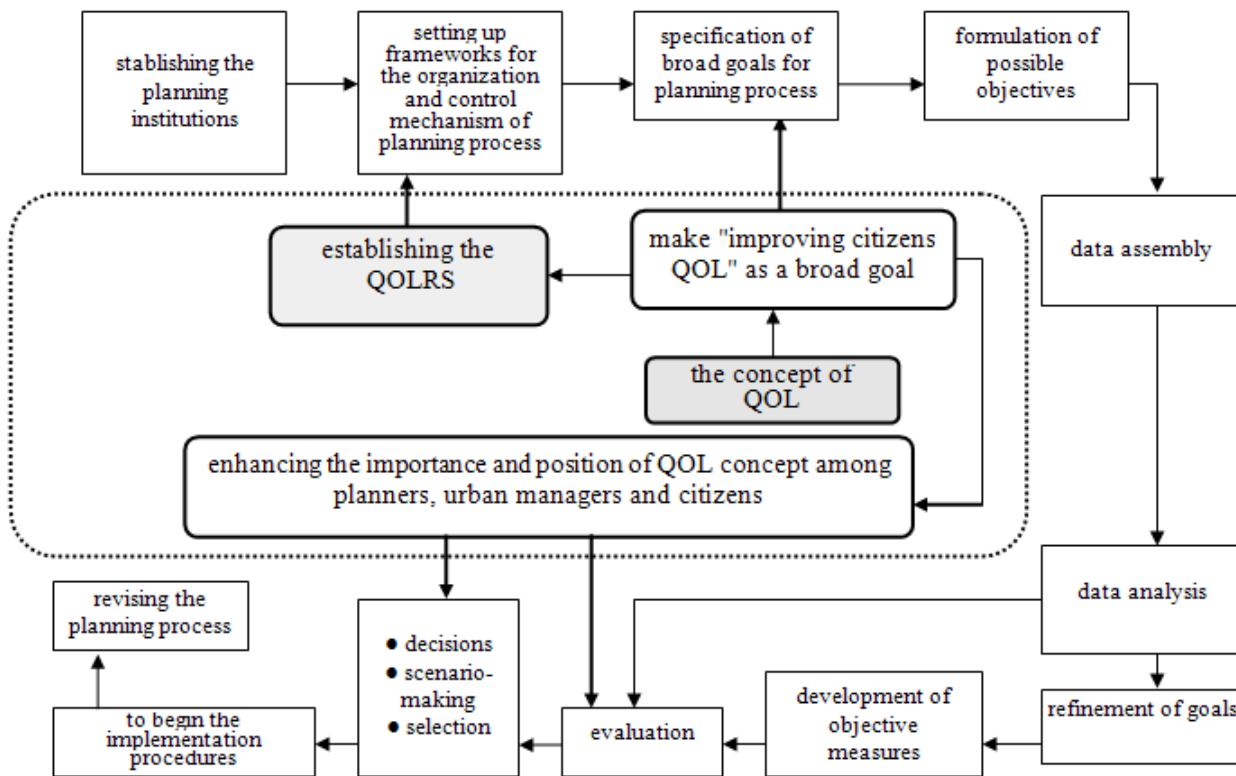 stablishing the
planning
institutions
setting up
frameworks for
the organization
and control
mechanism of
planning process
specification of
broad goals for
planning process
formulation of
possible
objectives
establishing the
QOLRS
make "improving citizens
QOL" as a broad goal
data assembly
the concept of
QOL
enhancing the importance and position of QOL concept among
planners, urban managers and citizens
data analysis
revising the
planning process
● decisions
● scenario-
making
● selection
to begin the
implementation
procedures
evaluation
development of
objective
measures
refinement of goals